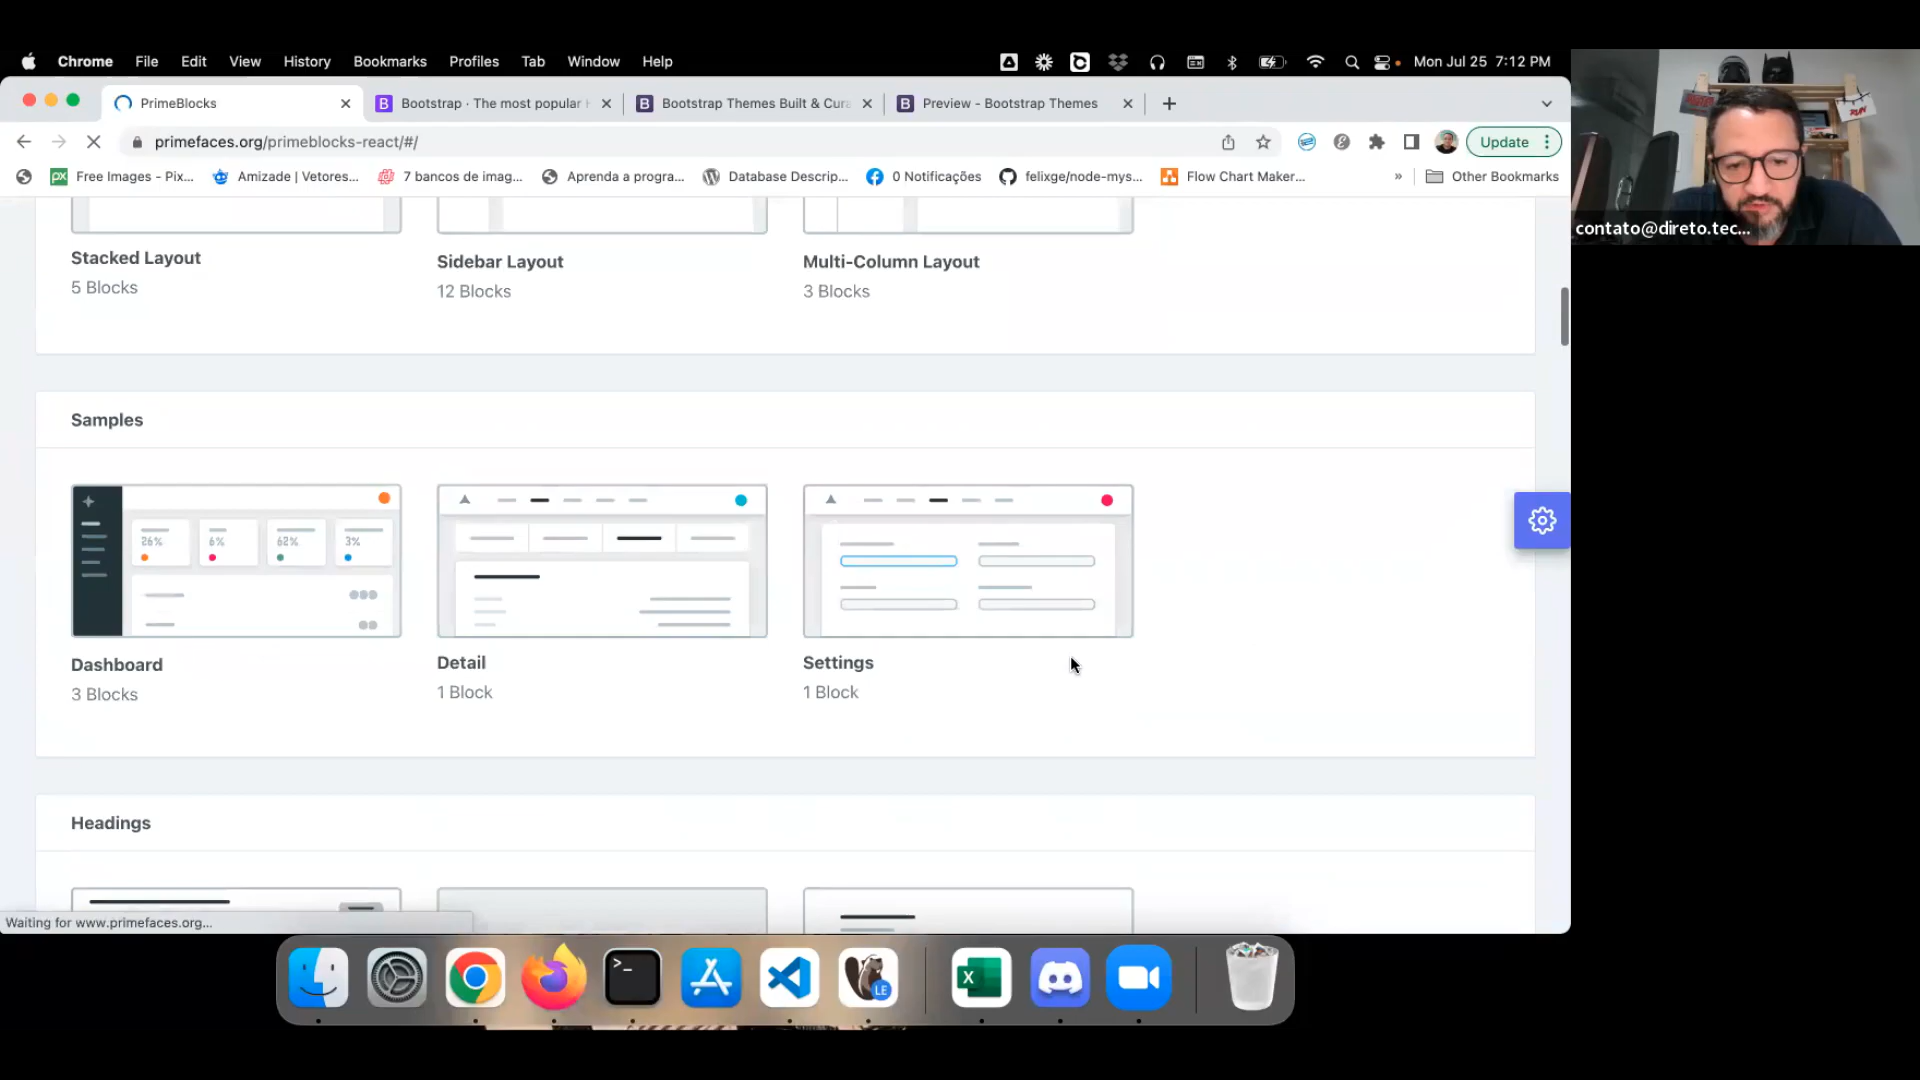 Chrome File Edit View History Bookmarks Profiles Tab Window Help Mon Jul 25 7:12 PM
PrimeBlocks Bootstrap · The most popular Bootstrap Themes Built & Cura Preview - Bootstrap Themes
primefaces.org/primeblocks-react/#/ Update
Free Images - Pix... Amizade | Vetores... 7 bancos de imag... Aprenda a progra... Database Descrip... 0 Notificações felixge/node-mys... Flow Chart Maker... » Other Bookmarks
contato@direto.tec...
Stacked Layout Sidebar Layout Multi-Column Layout
5 Blocks 12 Blocks 3 Blocks
Samples
26% 6% 62% 3%
Dashboard Detail Settings
3 Blocks 1 Block 1 Block
Headings
Waiting for www.primefaces.org...
LE